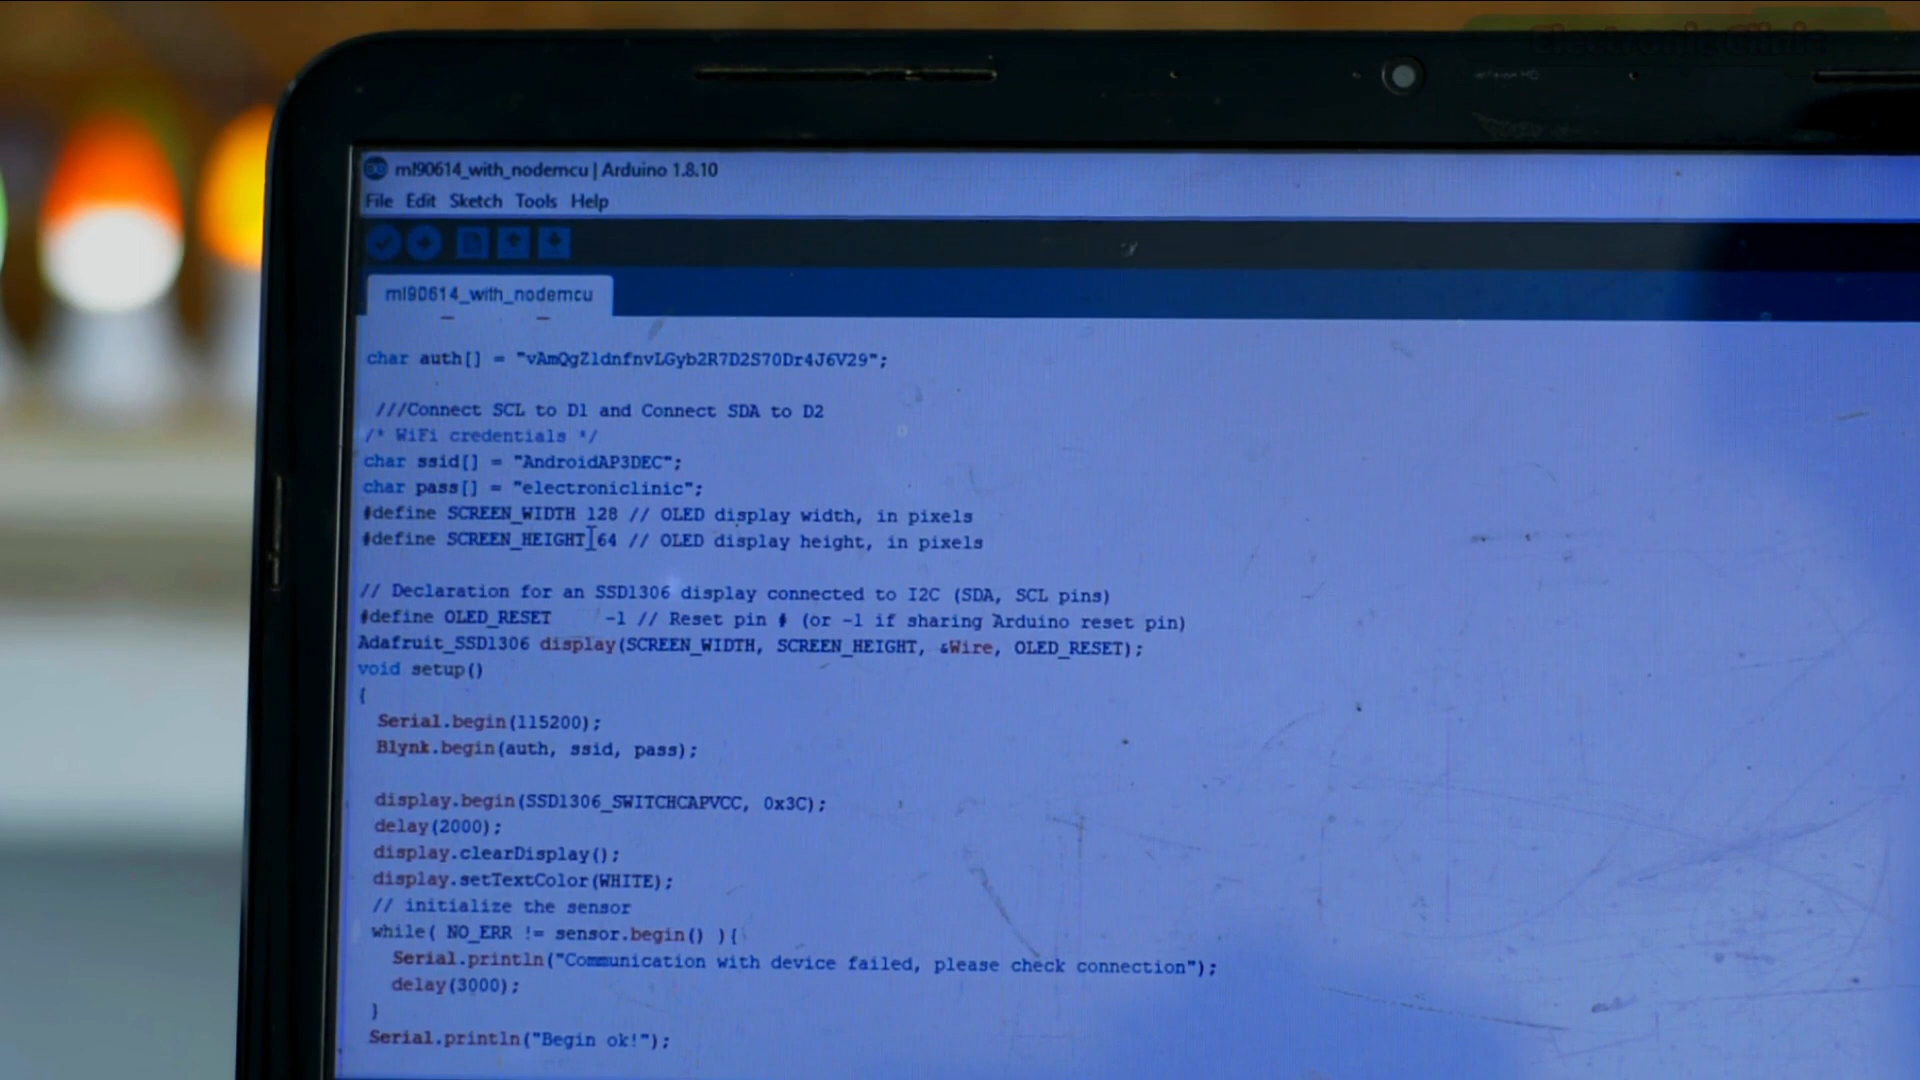 Electronic Clinic
ml90614_with_nodemcu | Arduino 1.8.10
File Edit Sketch Tools Help
ml90614_with_nodemcu
char auth[] = "vAmQgZldnfnvLGyb2R7D2S70Dr4J6V29";
///Connect SCL to D1 and Connect SDA to D2
/* WiFi credentials */
char ssid[] = "AndroidAP3DEC";
char pass[] = "electroniclinic";
#define SCREEN_WIDTH 128 // OLED display width, in pixels
#define SCREEN_HEIGHT 64 // OLED display height, in pixels
// Declaration for an SSD1306 display connected to I2C (SDA, SCL pins)
#define OLED_RESET     -1 // Reset pin # (or -1 if sharing Arduino reset pin)
Adafruit_SSD1306 display(SCREEN_WIDTH, SCREEN_HEIGHT, &Wire, OLED_RESET);
void setup()
{
Serial.begin(115200);
Blynk.begin(auth, ssid, pass);
display.begin(SSD1306_SWITCHCAPVCC, 0x3C);
delay(2000);
display.clearDisplay();
display.setTextColor(WHITE);
// initialize the sensor
while( NO_ERR != sensor.begin() ){
Serial.println("Communication with device failed, please check connection");
delay(3000);
}
Serial.println("Begin ok!");